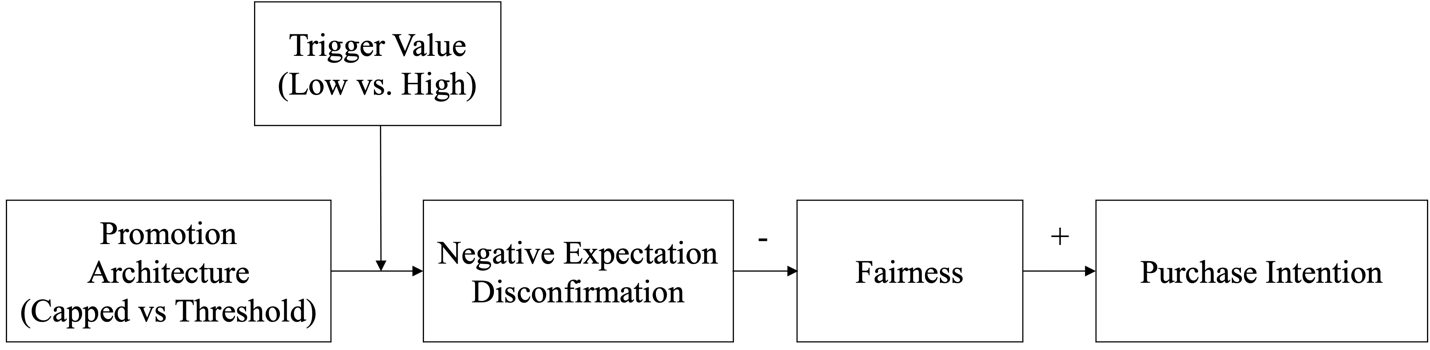 Trigger Value
(Low vs. High)
Promotion
Architecture
(Capped vs Threshold)
Negative Expectation
Disconfirmation
-
Fairness
+
Purchase Intention